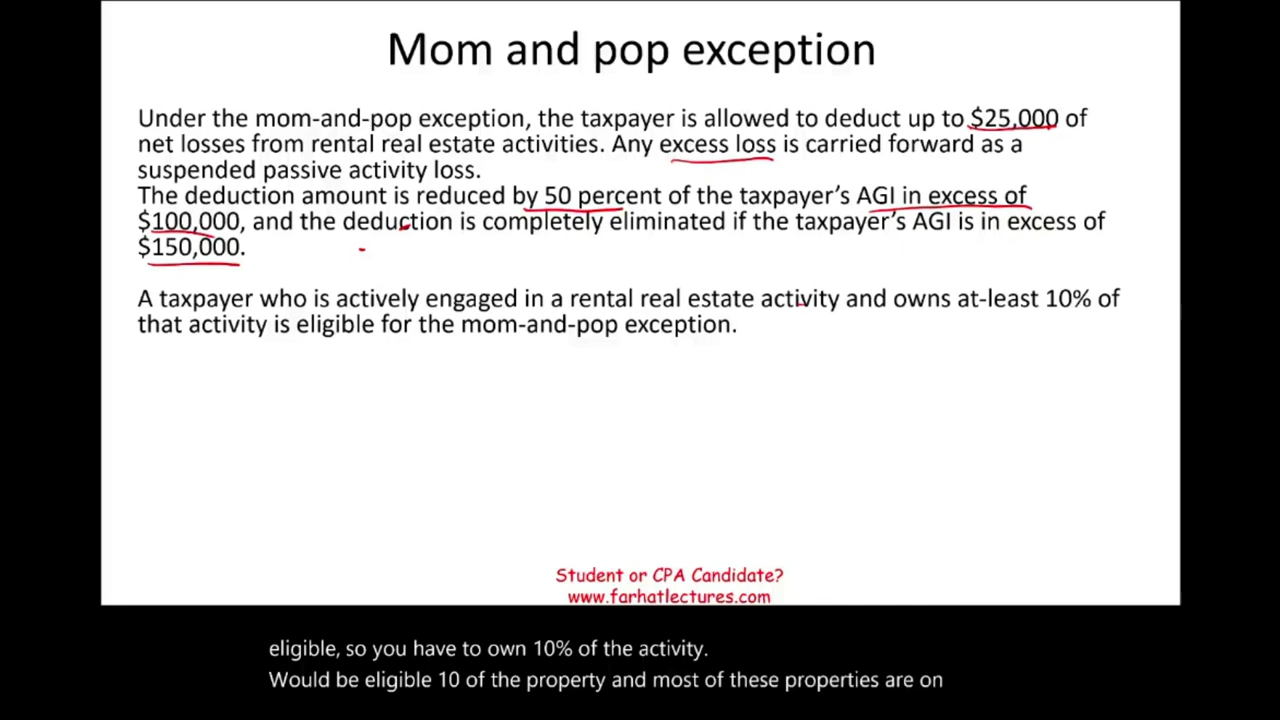 Mom and pop exception
Under the mom-and-pop exception, the taxpayer is allowed to deduct up to $25,000 of
net losses from rental real estate activities. Any excess loss is carried forward as a
suspended passive activity loss.
The deduction amount is reduced by 50 percent of the taxpayer's AGI in excess of
$100,000, and the deduction is completely eliminated if the taxpayer's AGI is in excess of
$150,000.
A taxpayer who is actively engaged in a rental real estate activity and owns at-least 10% of
that activity is eligible for the mom-and-pop exception.
Student or CPA Candidate?
www.farhatlectures.com
eligible, so you have to own 10% of the activity.
Would be eligible 10 of the property and most of these properties are on